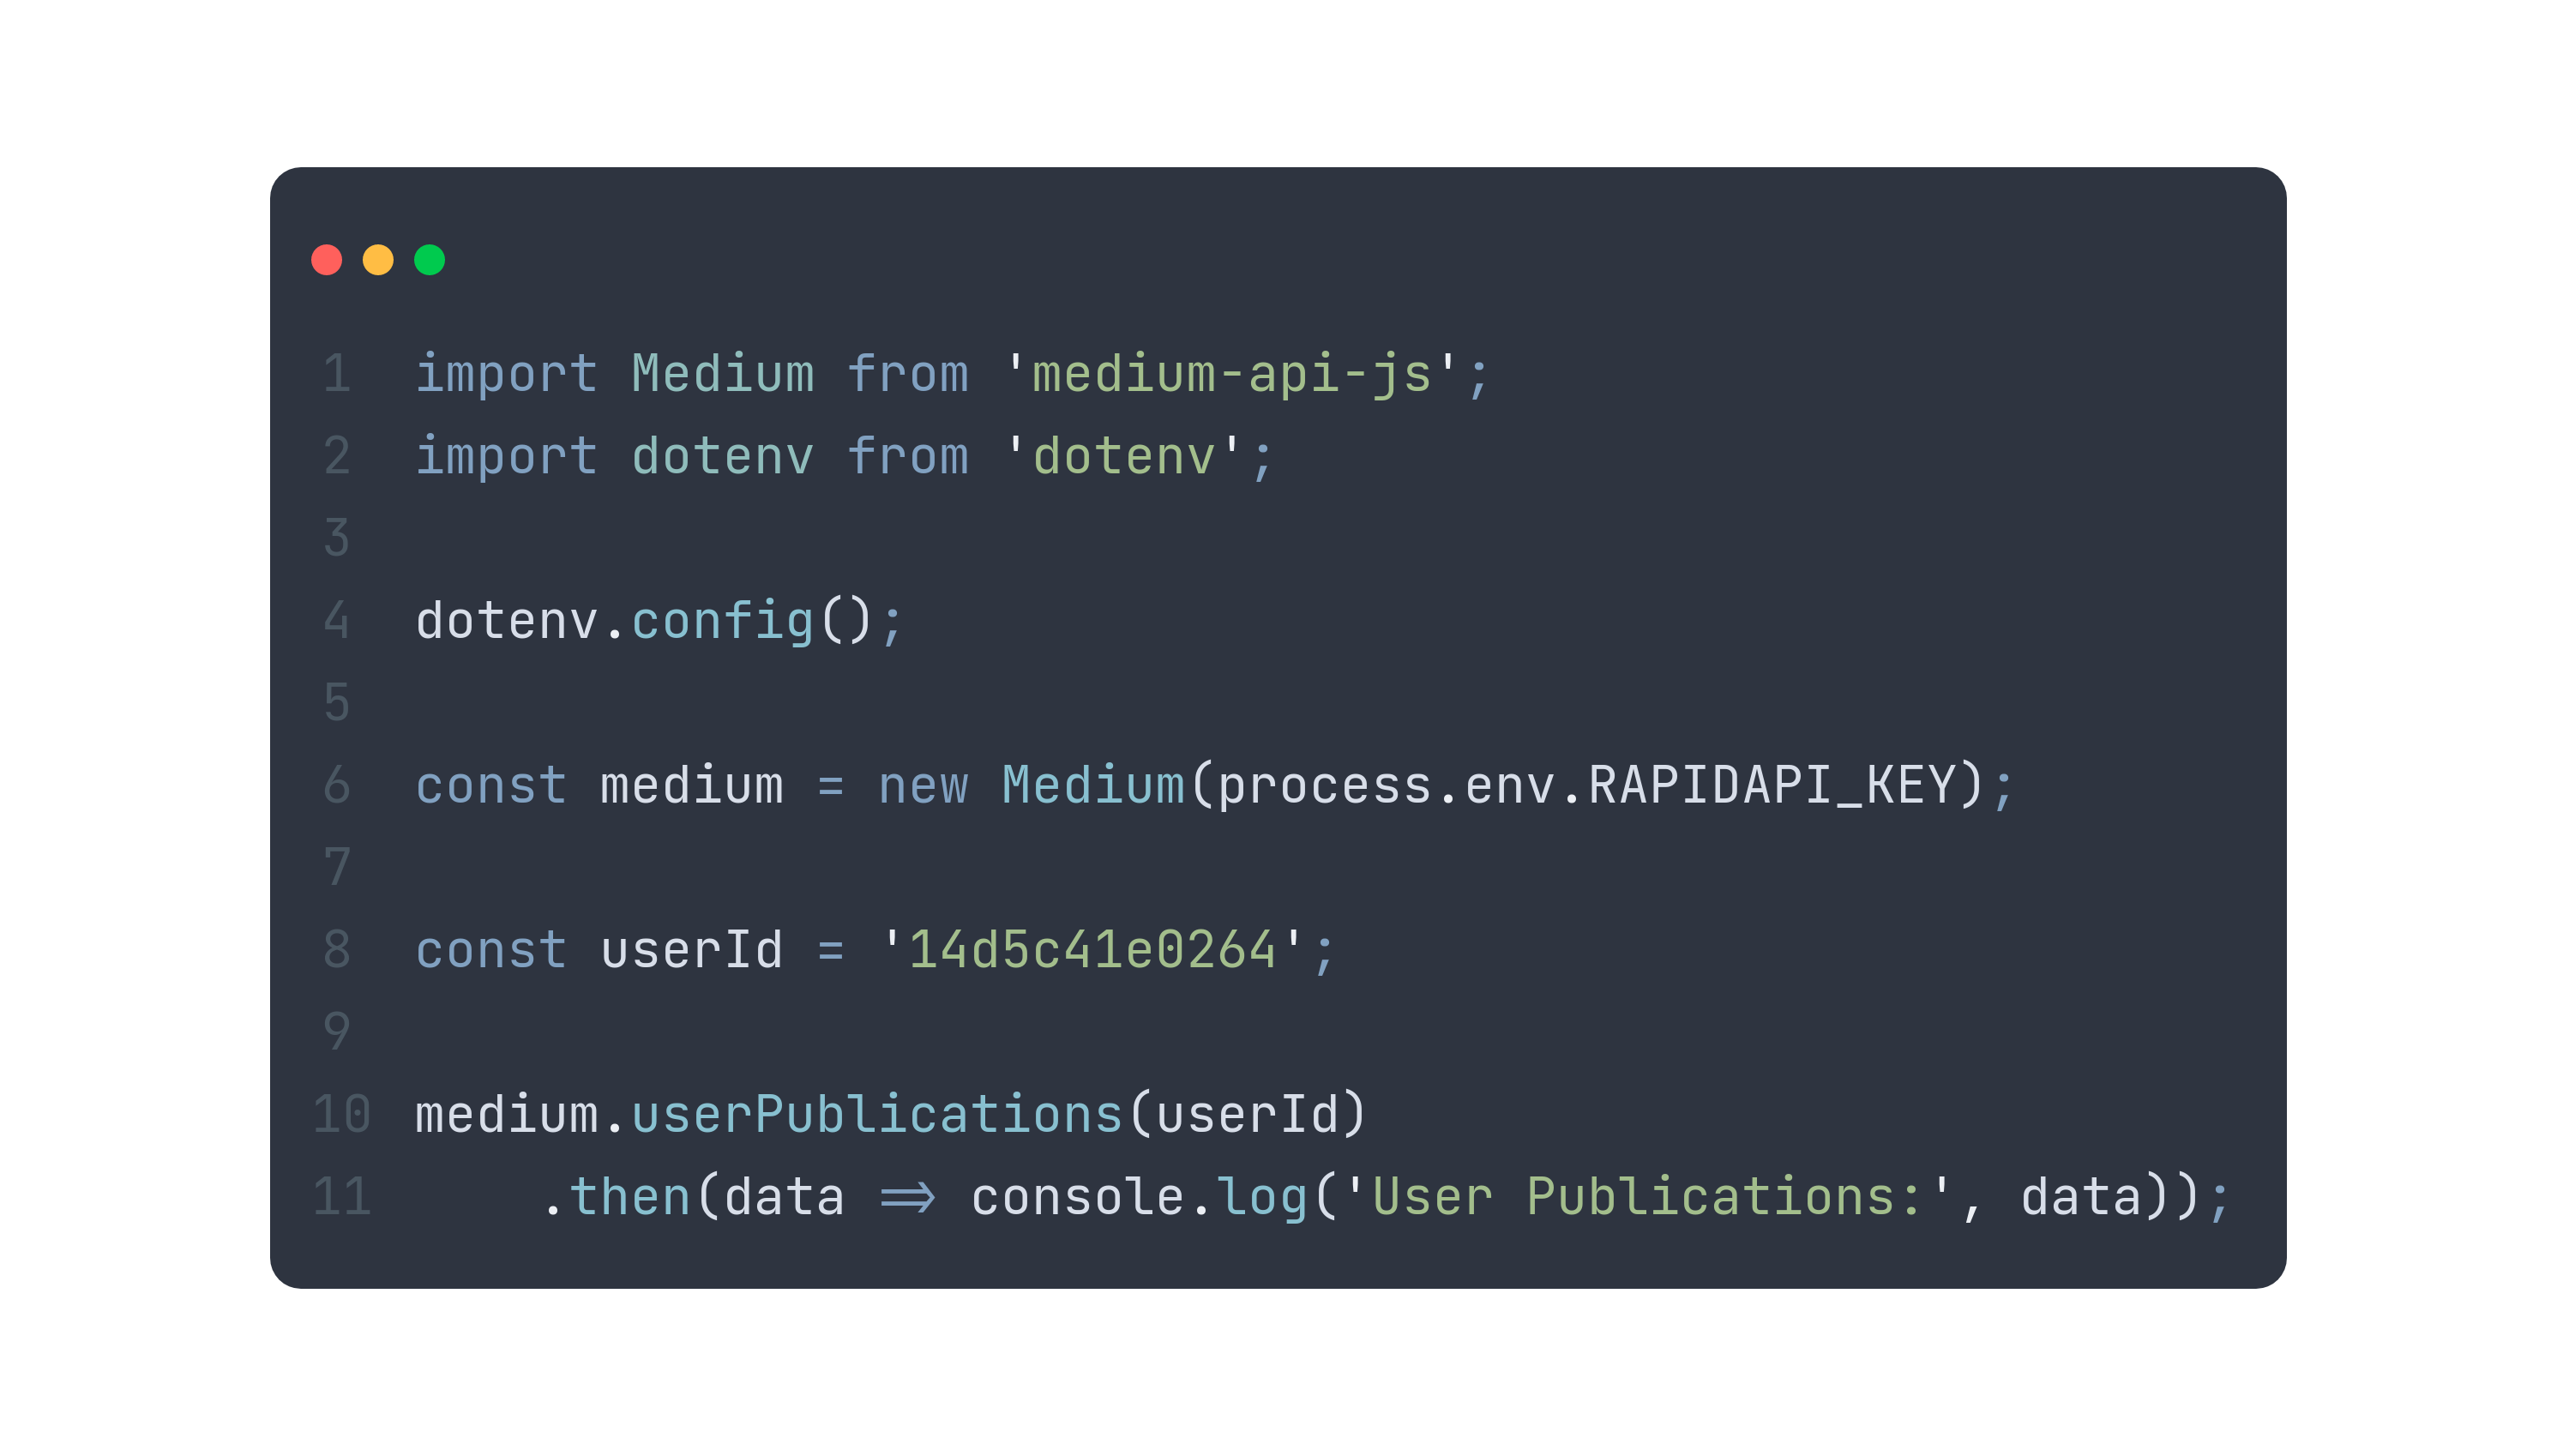 1 import Medium from 'medium-api-js';
2 import dotenv from 'dotenv';
3
4 dotenv.config();
5
6 const medium = new Medium(process.env.RAPIDAPI_KEY);
7
8 const userId = '14d5c41e0264';
9
10 medium.userPublications(userId)
11     .then(data => console.log('User Publications:', data));